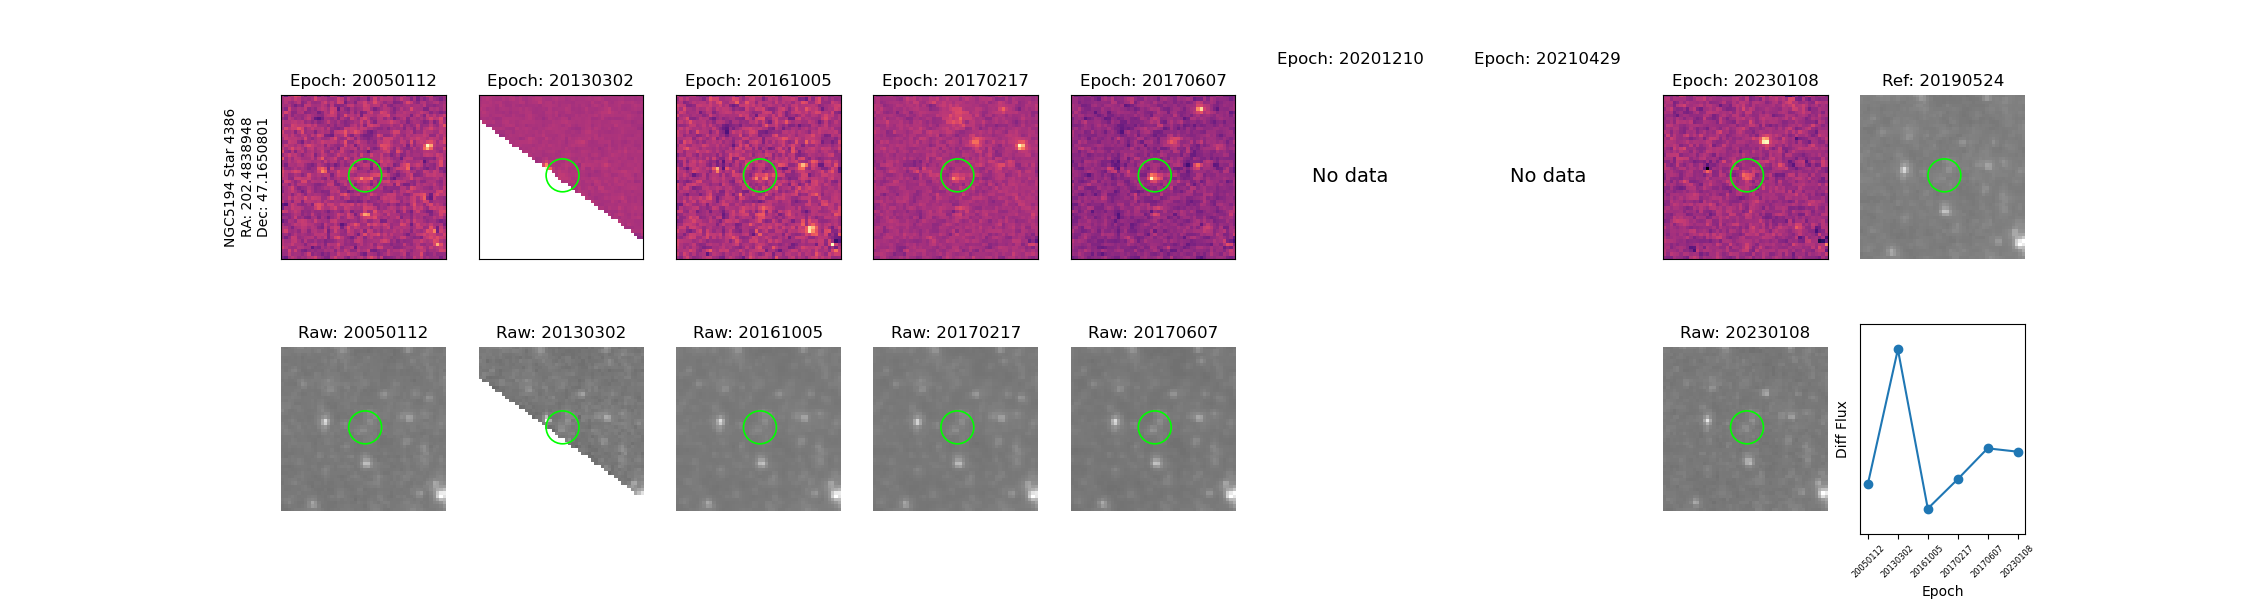 Epoch: 20201210
Epoch: 20210429
Epoch: 20050112
Epoch: 20130302
Epoch: 20161005
Epoch: 20170217
Epoch: 20170607
Epoch: 20230108
Ref: 20190524
NGC5194 Star 4386
RA: 202.4838948
Dec: 47.1650801
No data
No data
Raw: 20050112
Raw: 20130302
Raw: 20161005
Raw: 20170217
Raw: 20170607
Raw: 20230108
Diff Flux
20050112
20130302
20161005
20170217
20170607
20230108
Epoch